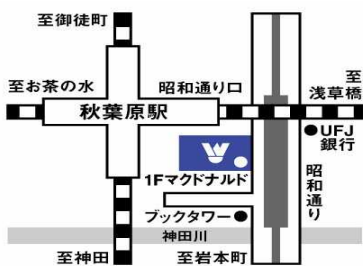 至御徒町
至お茶の水
昭和通り口
至
浅草橋
秋葉原駅
UFJ
銀行
1Fマクドナルド
昭和通り
ブックタワー
神田川
至神田
至岩本町